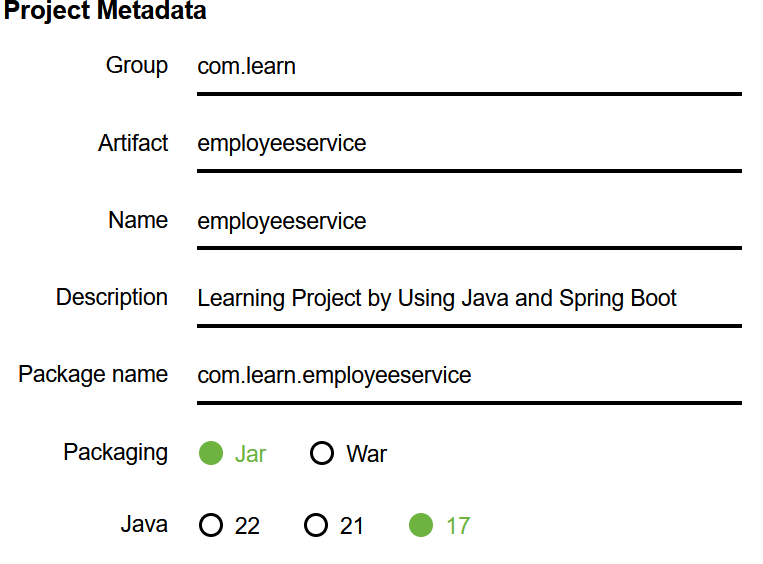 Project Metadata
Group com.learn
Artifact employeeservice
Name employeeservice
Description Learning Project by Using Java and Spring Boot
Package name com.learn.employeeservice
Packaging Jar War
Java 22 21 17